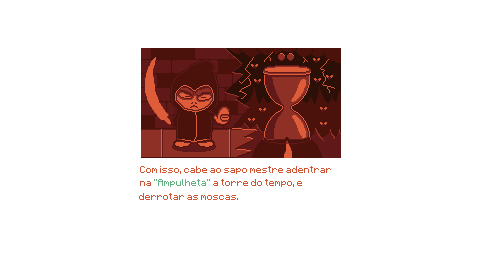 Com isso, cabe ao sapo mestre adentrar
na "Ampulheta" a torre do tempo, e
derrotar as moscas.